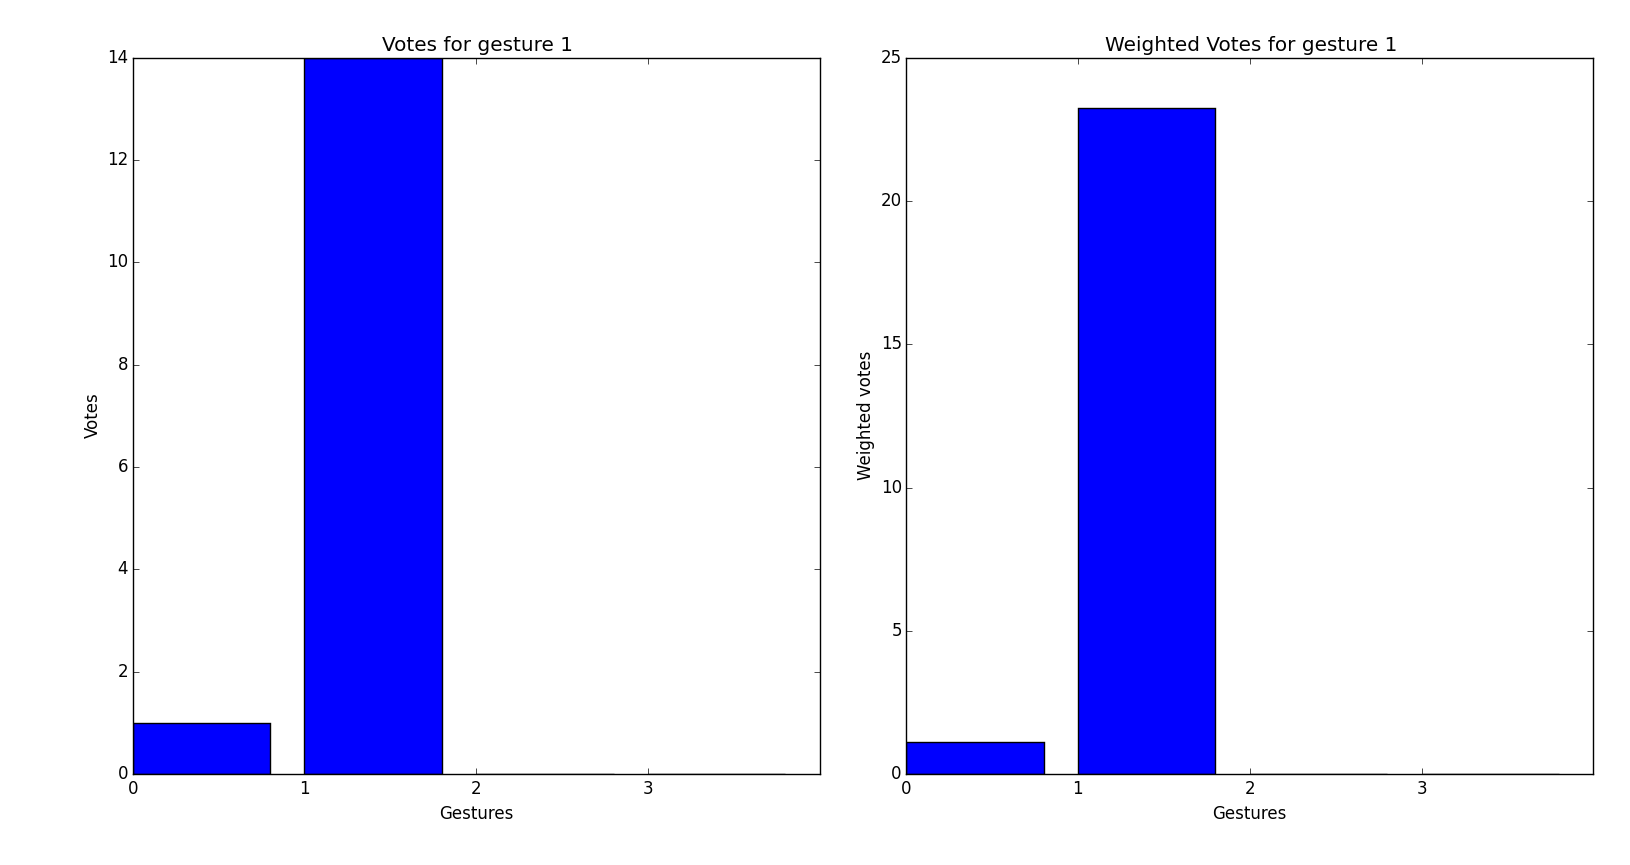 Votes for gesture 1
14
12
10
8
6
4
2
0
Votes
0 1 2 3
Gestures
Weighted Votes for gesture 1
25
20
15
10
5
0
Weighted votes
0 1 2 3
Gestures